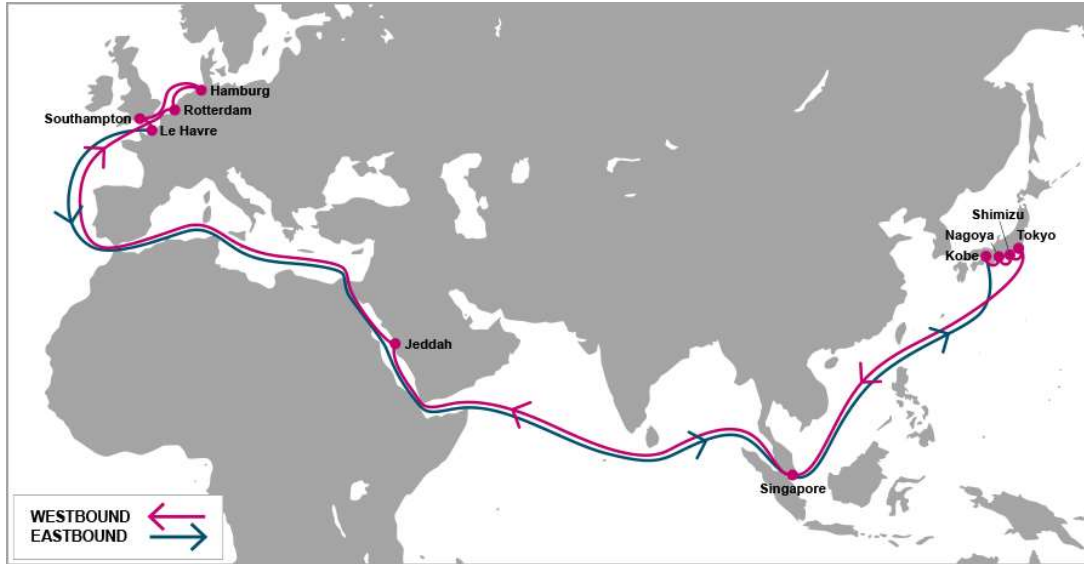 Hamburg
Rotterdam
Southampton
Le Havre
Shimizu
Nagoya
Tokyo
Kobe
Jeddah
Singapore
WESTBOUND
EASTBOUND